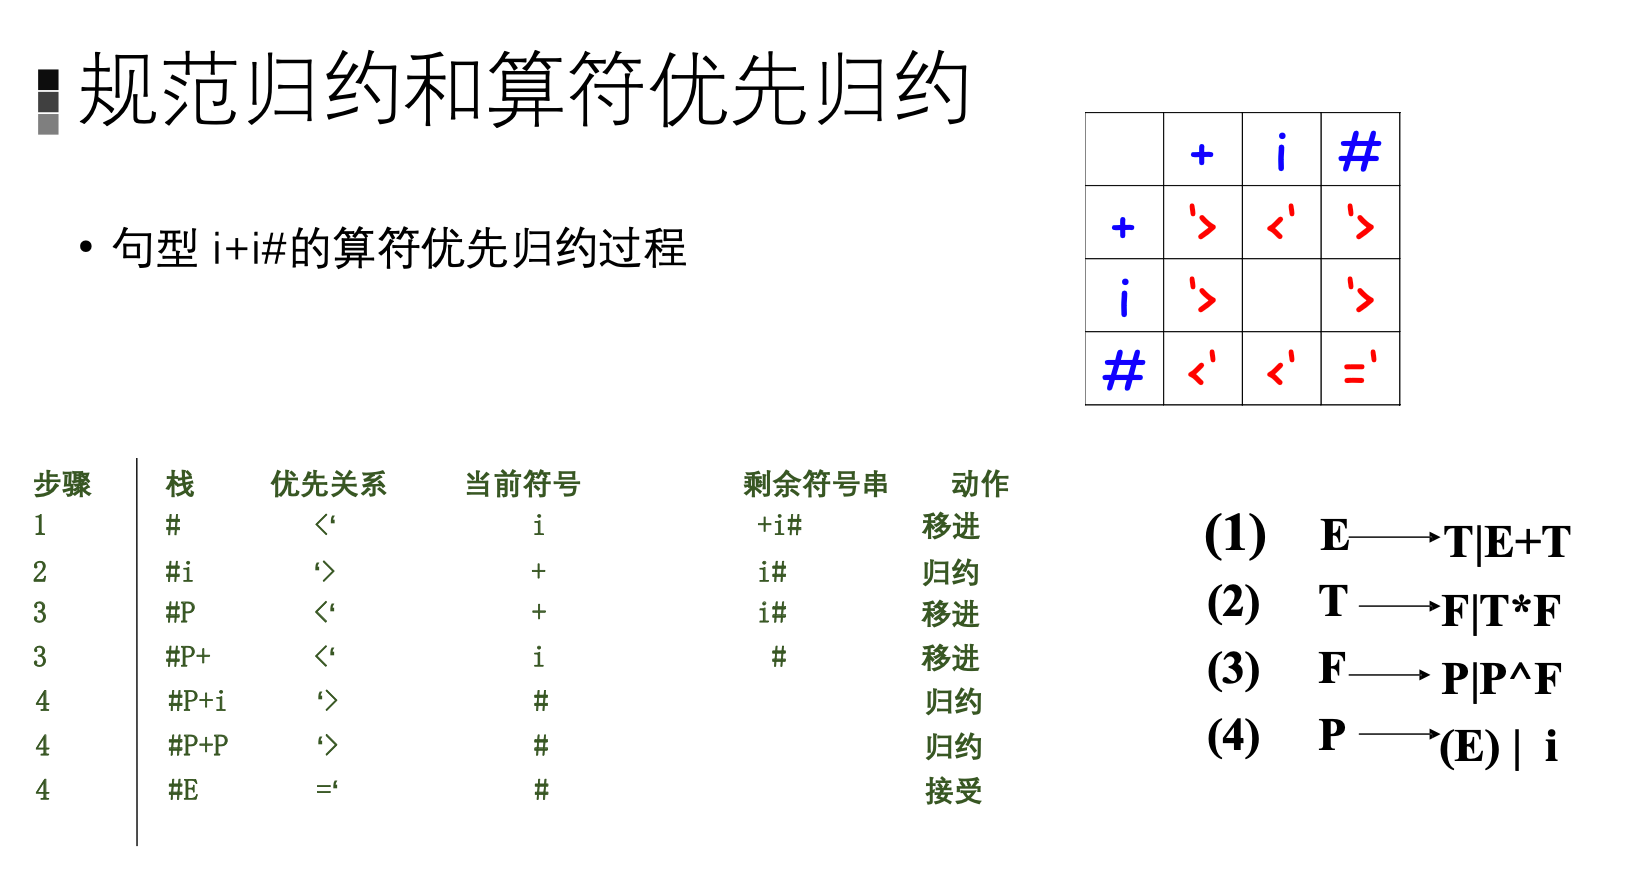 规范归约和算符优先归约
• 句型 i+i#的算符优先归约过程
+ i #
+ '> <' '>
i '> '>
# <' <' ='
步骤 栈 优先关系 当前符号 剩余符号串 动作
1 # <‘ i +i# 移进
2 #i ‘> + i# 归约
3 #P <‘ + i# 移进
3 #P+ <‘ i # 移进
4 #P+i ‘> # 归约
4 #P+P ‘> # 归约
4 #E =‘ # 接受
(1) E→T|E+T
(2) T→F|T*F
(3) F→P|P^F
(4) P→(E) | i